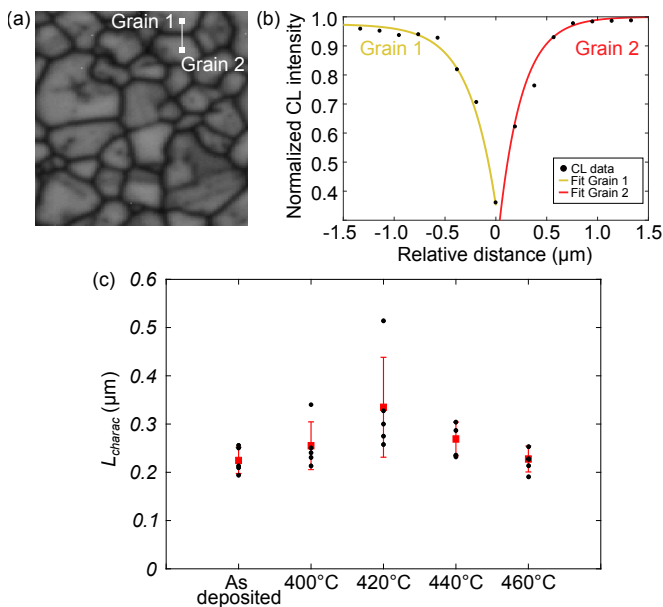 (a)
Grain 1
Grain 2
(b)
Normalized CL intensity
1.0
0.9
0.8
0.7
0.6
0.5
0.4
Grain 1
Grain 2
CL data
Fit Grain 1
Fit Grain 2
-1.5
-1.0
-0.5
0
0.5
1.0
1.5
Relative distance (μm)
(c)
L_charac (μm)
0.6
0.5
0.4
0.3
0.2
0.1
0
As
deposited
400°C
420°C
440°C
460°C